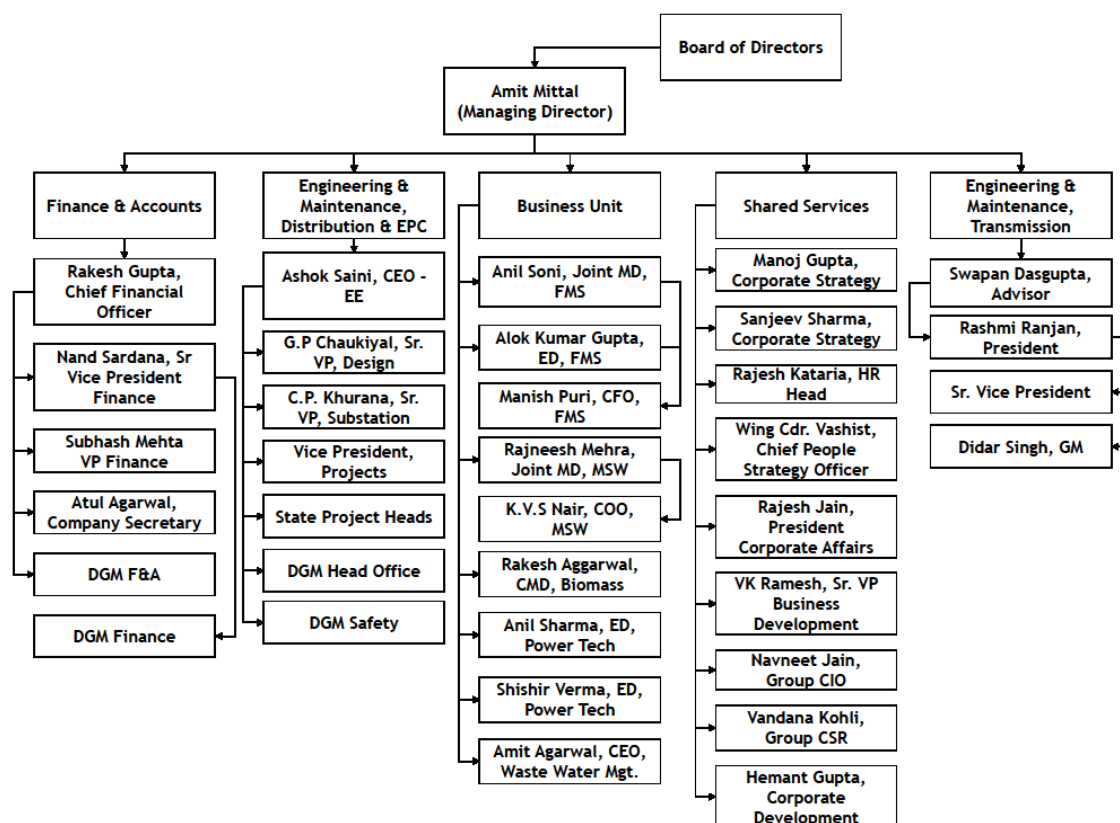 Board of Directors
Amit Mittal
(Managing Director)
Finance & Accounts
Engineering &
Maintenance,
Distribution & EPC
Business Unit
Shared Services
Engineering &
Maintenance,
Transmission
Rakesh Gupta,
Chief Financial
Officer
Nand Sardana, Sr
Vice President
Finance
Subhash Mehta
VP Finance
Atul Agarwal,
Company Secretary
DGM F&A
DGM Finance
Ashok Saini, CEO -
EE
G.P Chaukiyal, Sr.
VP, Design
C.P. Khurana, Sr.
VP, Substation
Vice President,
Projects
State Project Heads
DGM Head Office
DGM Safety
Anil Soni, Joint MD,
FMS
Alok Kumar Gupta,
ED, FMS
Manish Puri, CFO,
FMS
Rajneesh Mehra,
Joint MD, MSW
K.V.S Nair, COO,
MSW
Rakesh Aggarwal,
CMD, Biomass
Anil Sharma, ED,
Power Tech
Shishir Verma, ED,
Power Tech
Amit Agarwal, CEO,
Waste Water Mgt.
Manoj Gupta,
Corporate Strategy
Sanjeev Sharma,
Corporate Strategy
Rajesh Kataria, HR
Head
Wing Cdr. Vashist,
Chief People
Strategy Officer
Rajesh Jain,
President
Corporate Affairs
VK Ramesh, Sr. VP
Business
Development
Navneet Jain,
Group CIO
Vandana Kohli,
Group CSR
Hemant Gupta,
Corporate
Development
Swapan Dasgupta,
Advisor
Rashmi Ranjan,
President
Sr. Vice President
Didar Singh, GM